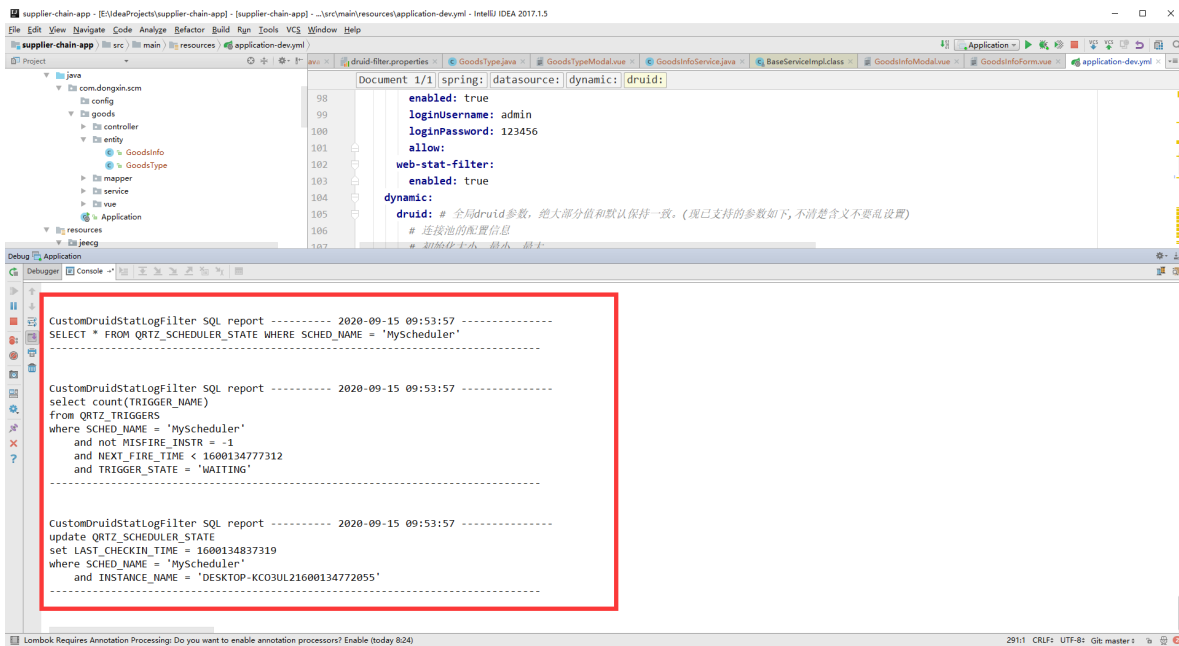 supplier-chain-app - [E:\IdeaProjects\supplier-chain-app] - [supplier-chain-app] - ...\src\main\resources\application-dev.yml - IntelliJ IDEA 2017.1.5
File Edit View Navigate Code Analyze Refactor Build Run Tools VCS Window Help
supplier-chain-app src main resources application-dev.yml Application
Project
ava druid-filter.properties GoodsType.java GoodsTypeModal.vue GoodsInfoService.java BaseServiceImpl.class GoodsInfoModal.vue GoodsInfoForm.vue application-dev.yml
Document 1/1 spring: datasource: dynamic: druid:
java
com.dongxin.scm
config
goods
controller
entity
GoodsInfo
GoodsType
mapper
service
vue
Application
resources
jeecg
98 enabled: true
99 loginUsername: admin
100 loginPassword: 123456
101 allow:
102 web-stat-filter:
103 enabled: true
104 dynamic:
105 druid: # 全局druid参数，绝大部分值和默认保持一致。(现已支持的参数如下,不清楚含义不要乱设置)
106 # 连接池的配置信息
107 # 初始化大小，最小，最大
Debug Application
Debugger Console
CustomDruidStatLogFilter SQL report ---------- 2020-09-15 09:53:57 ---------------
SELECT * FROM QRTZ_SCHEDULER_STATE WHERE SCHED_NAME = 'MyScheduler'
--------------------------------------------------------------------------------
CustomDruidStatLogFilter SQL report ---------- 2020-09-15 09:53:57 ---------------
select count(TRIGGER_NAME)
from QRTZ_TRIGGERS
where SCHED_NAME = 'MyScheduler'
and not MISFIRE_INSTR = -1
and NEXT_FIRE_TIME < 1600134777312
and TRIGGER_STATE = 'WAITING'
--------------------------------------------------------------------------------
CustomDruidStatLogFilter SQL report ---------- 2020-09-15 09:53:57 ---------------
update QRTZ_SCHEDULER_STATE
set LAST_CHECKIN_TIME = 1600134837319
where SCHED_NAME = 'MyScheduler'
and INSTANCE_NAME = 'DESKTOP-KCO3UL21600134772055'
--------------------------------------------------------------------------------
Lombok Requires Annotation Processing: Do you want to enable annotation processors? Enable (today 8:24)
291:1 CRLF÷ UTF-8÷ Git: master÷